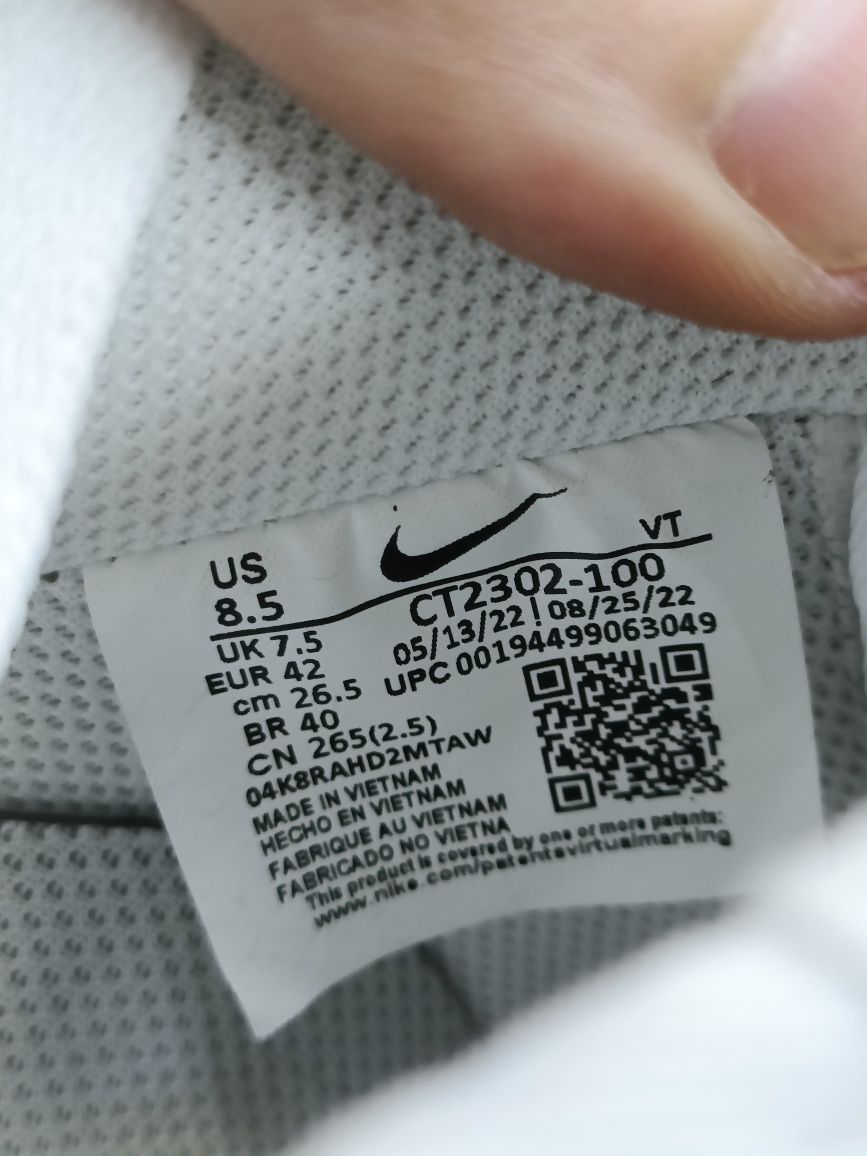 US
8.5
VT
CT2302-100
05/13/22 ! 08/25/22
UPC 00194499063049
UK 7.5
EUR 42
cm 26.5
BR 40
CN 265(2.5)
04K8RAHD2MTAW
MADE IN VIETNAM
HECHO EN VIETNAM
FABRIQUE AU VIETNAM
FABRICADO NO VIETNA
This product is covered by one or more patents:
www.nike.com/patentsvirtualmarking